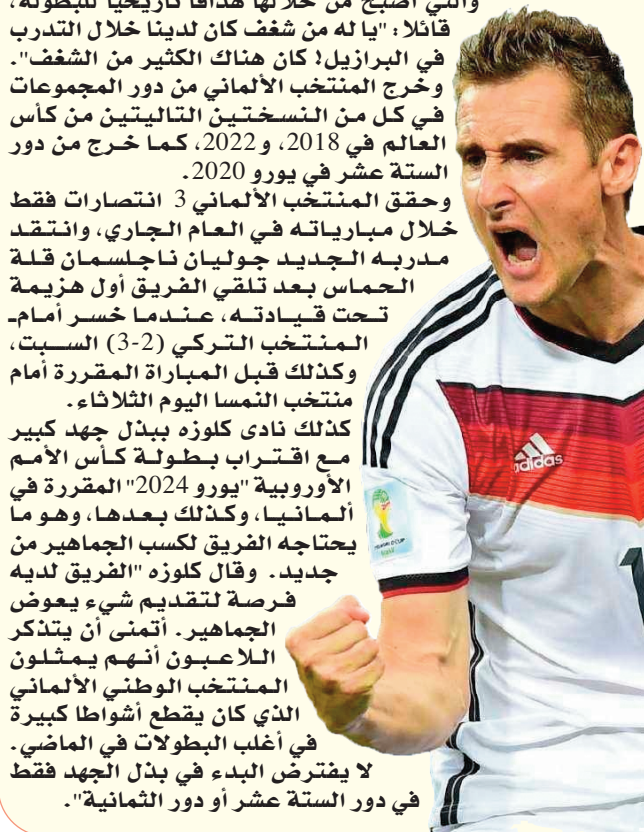 والتي أصبح من خلالها هدافا تاريخيا للبطولة،
قائلا: "يا له من شغف كان لدينا خلال التدرب
في البرازيل! كان هناك الكثير من الشغف".
وخرج المنتخب الألماني من دور المجموعات
في كل من النسختين التاليتين من كأس
العالم في 2018، و2022، كما خرج من دور
الستة عشر في يورو 2020.
وحقق المنتخب الألماني 3 انتصارات فقط
خلال مبارياته في العام الجاري، وانتقد
مدربه الجديد جوليان ناجلسمان قلة
الحماس بعد تلقي الفريق أول هزيمة
تحت قيادته، عندما خسر أمام
المنتخب التركي (2-3) السبت،
وكذلك قبل المباراة المقررة أمام
منتخب النمسا اليوم الثلاثاء.
كذلك نادى كلوزه ببذل جهد كبير
مع اقتراب بطولة كأس الأمم
الأوروبية "يورو 2024" المقررة في
ألمانيا، وكذلك بعدها، وهو ما
يحتاجه الفريق لكسب الجماهير من
جديد. وقال كلوزه "الفريق لديه
فرصة لتقديم شيء يعوض
الجماهير. أتمنى أن يتذكر
اللاعبون أنهم يمثلون
المنتخب الوطني الألماني
الذي كان يقطع أشواطا كبيرة
في أغلب البطولات في الماضي.
لا يفترض البدء في بذل الجهد فقط
في دور الستة عشر أو دور الثمانية".
adidas